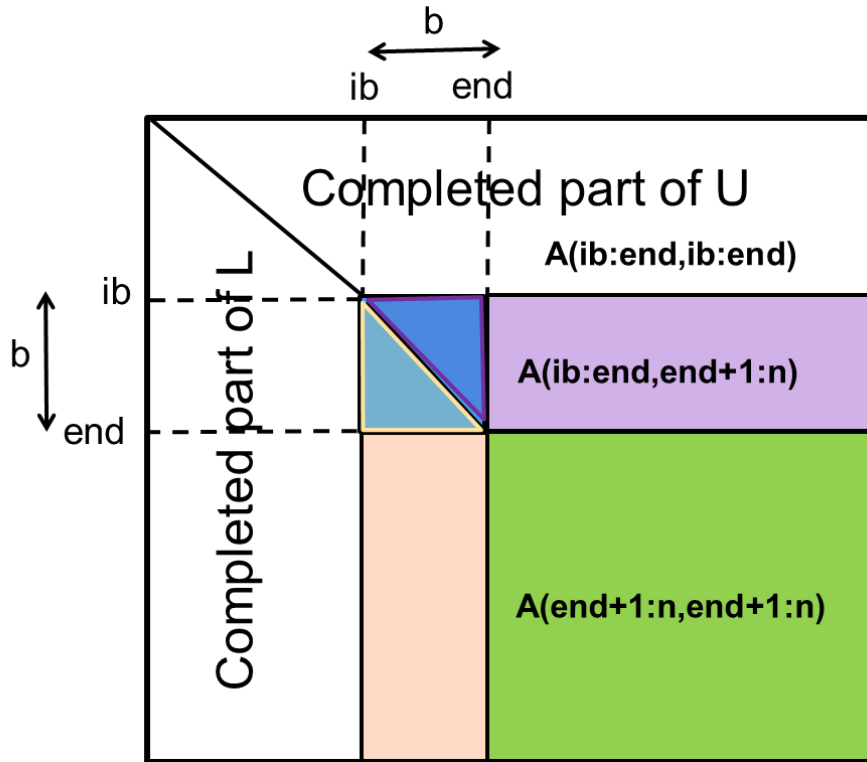 b
ib end
Completed part of U
A(ib:end,ib:end)
ib
b
A(ib:end,end+1:n)
end
Completed part of L
A(end+1:n,end+1:n)